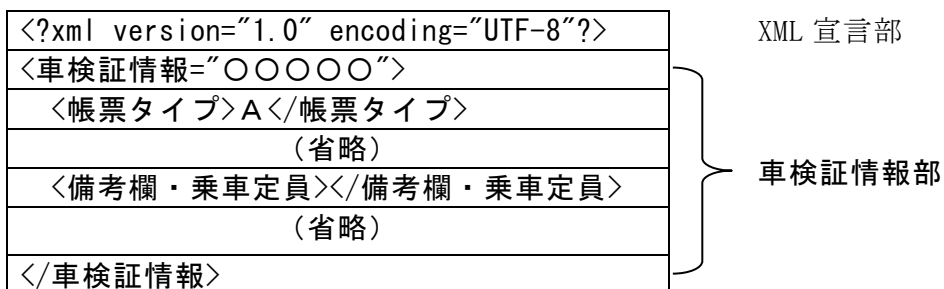 <?xml version="1.0" encoding="UTF-8"?>
XML 宣言部
<車検証情報="○○○○○">
<帳票タイプ>A</帳票タイプ>
(省略)
<備考欄・乗車定員></備考欄・乗車定員>
車検証情報部
(省略)
</車検証情報>